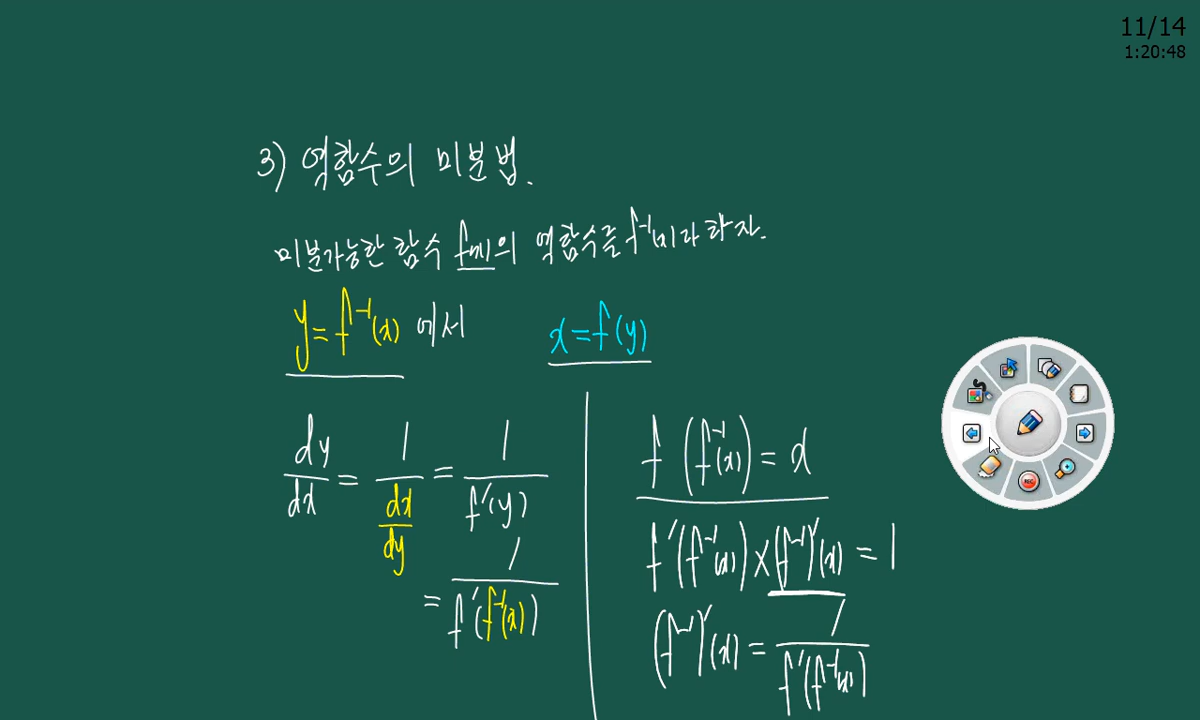 11/14
1:20:48
3) 역함수의 미분법.
미분가능한 함수 f(x)의 역함수를 f⁻¹(x)라 하자.
y=f⁻¹(x) 에서 x=f(y)
dy/dx = 1/(dx/dy) = 1/f′(y)
= 1/f′(f⁻¹(x))
f(f⁻¹(x)) = x
f′(f⁻¹(x))×(f⁻¹)′(x) = 1
(f⁻¹)′(x) = 1/f′(f⁻¹(x))
REC